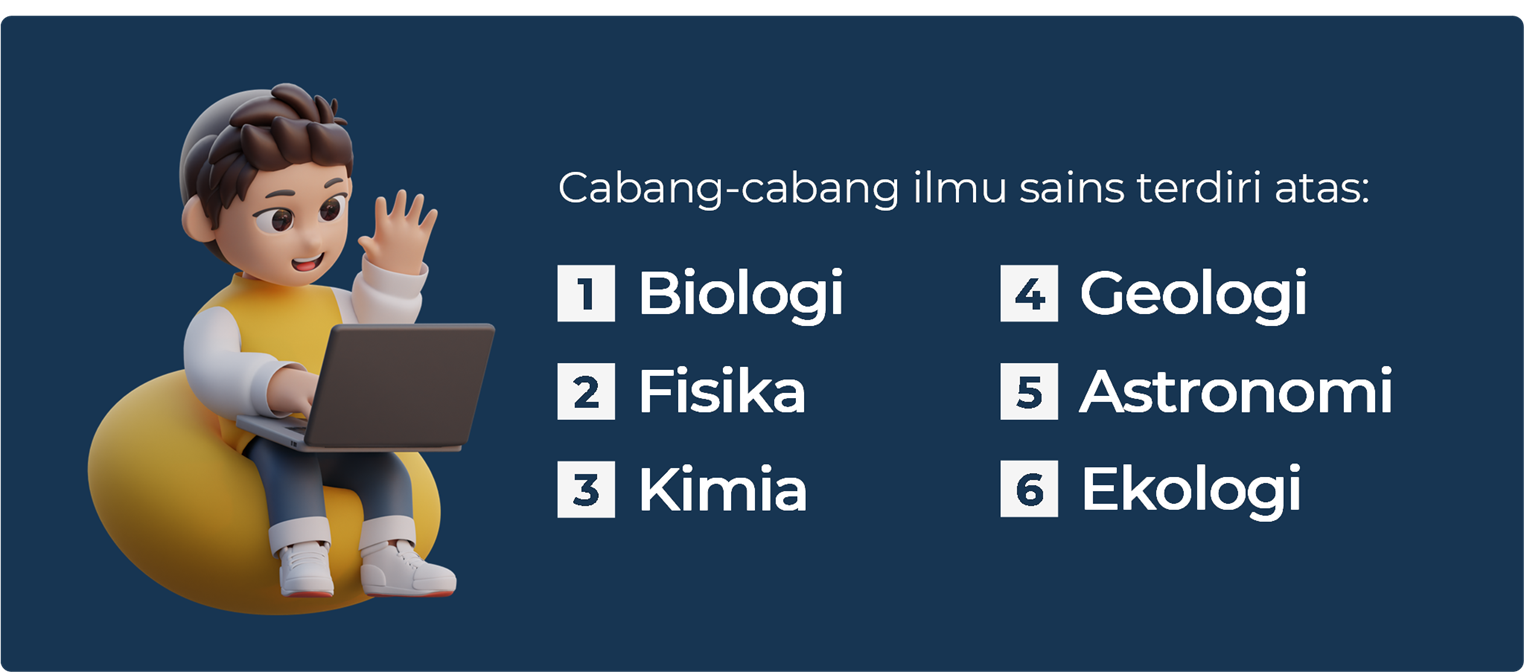 Cabang-cabang ilmu sains terdiri atas:
1 Biologi
2 Fisika
3 Kimia
4 Geologi
5 Astronomi
6 Ekologi